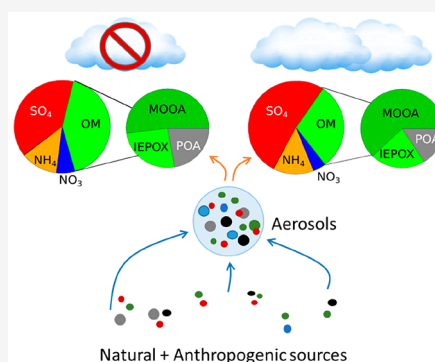 SO4
OM
NH4
NO3
MOOA
IEPOX
POA
SO4
OM
NH4
NO3
MOOA
IEPOX
POA
Aerosols
Natural + Anthropogenic sources